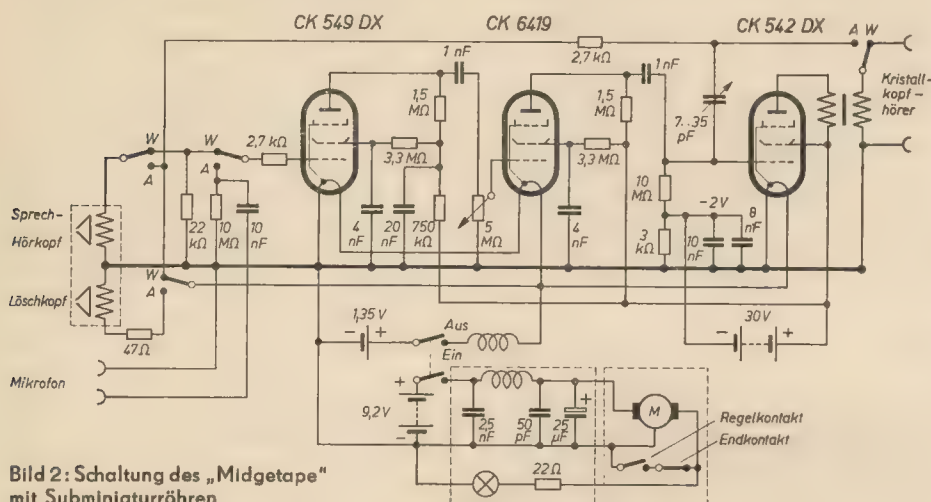 CK 549 DX
CK 6419
CK 542 DX
A W
1 nF
2,7 kΩ
1 nF
Kristall-
kopf-
hörer
1,5
MΩ
1,5
MΩ
7...35
pF
W
W
2,7 kΩ
A
A
3,3 MΩ
3,3 MΩ
Sprech-
Hörkopf
22
kΩ
10
MΩ
10
nF
4
nF
20
nF
750
kΩ
5
MΩ
4
nF
10
MΩ
3
kΩ
-2V
10
nF
8
nF
W
A
Löschkopf
47Ω
1,35V
- +
Aus
Ein
30V
- +
Mikrofon
+
9,2V
-
2,5
nF
50
pF
+
25
µF
M
Regelkontakt
Endkontakt
22Ω
Bild 2: Schaltung des „Midgetape"
mit Subminiaturröhren